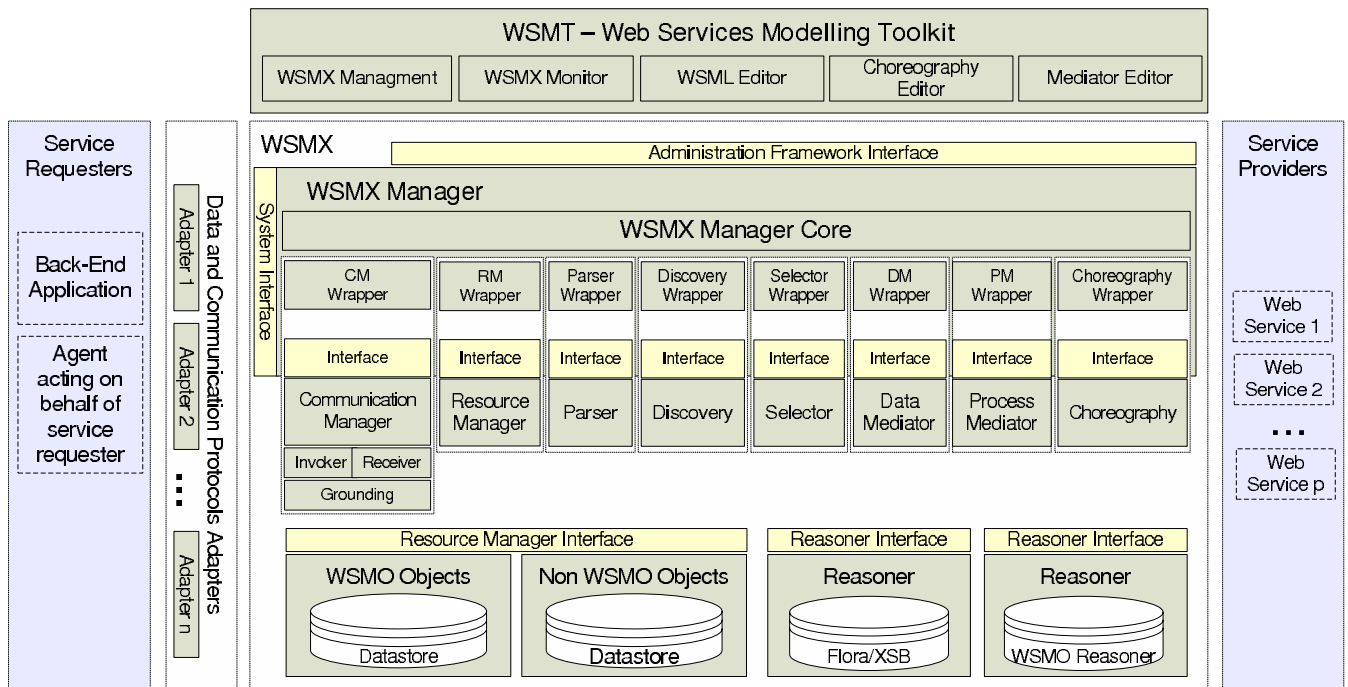 WSMT – Web Services Modelling Toolkit
WSMX Managment
WSMX Monitor
WSML Editor
Choreography
Editor
Mediator Editor
Service
Requesters
Back-End
Application
Agent
acting on
behalf of
service
requester
Adapter 1
Adapter 2
...
Adapter n
Data and Communication Protocols Adapters
WSMX
Administration Framework Interface
System Interface
WSMX Manager
WSMX Manager Core
CM
Wrapper
RM
Wrapper
Parser
Wrapper
Discovery
Wrapper
Selector
Wrapper
DM
Wrapper
PM
Wrapper
Choreography
Wrapper
Interface
Interface
Interface
Interface
Interface
Interface
Interface
Interface
Communication
Manager
Resource
Manager
Parser
Discovery
Selector
Data
Mediator
Process
Mediator
Choreography
Invoker
Receiver
Grounding
Resource Manager Interface
Reasoner Interface
Reasoner Interface
WSMO Objects
Datastore
Non WSMO Objects
Datastore
Reasoner
Flora/XSB
Reasoner
WSMO Reasoner
Service
Providers
Web
Service 1
Web
Service 2
...
Web
Service p